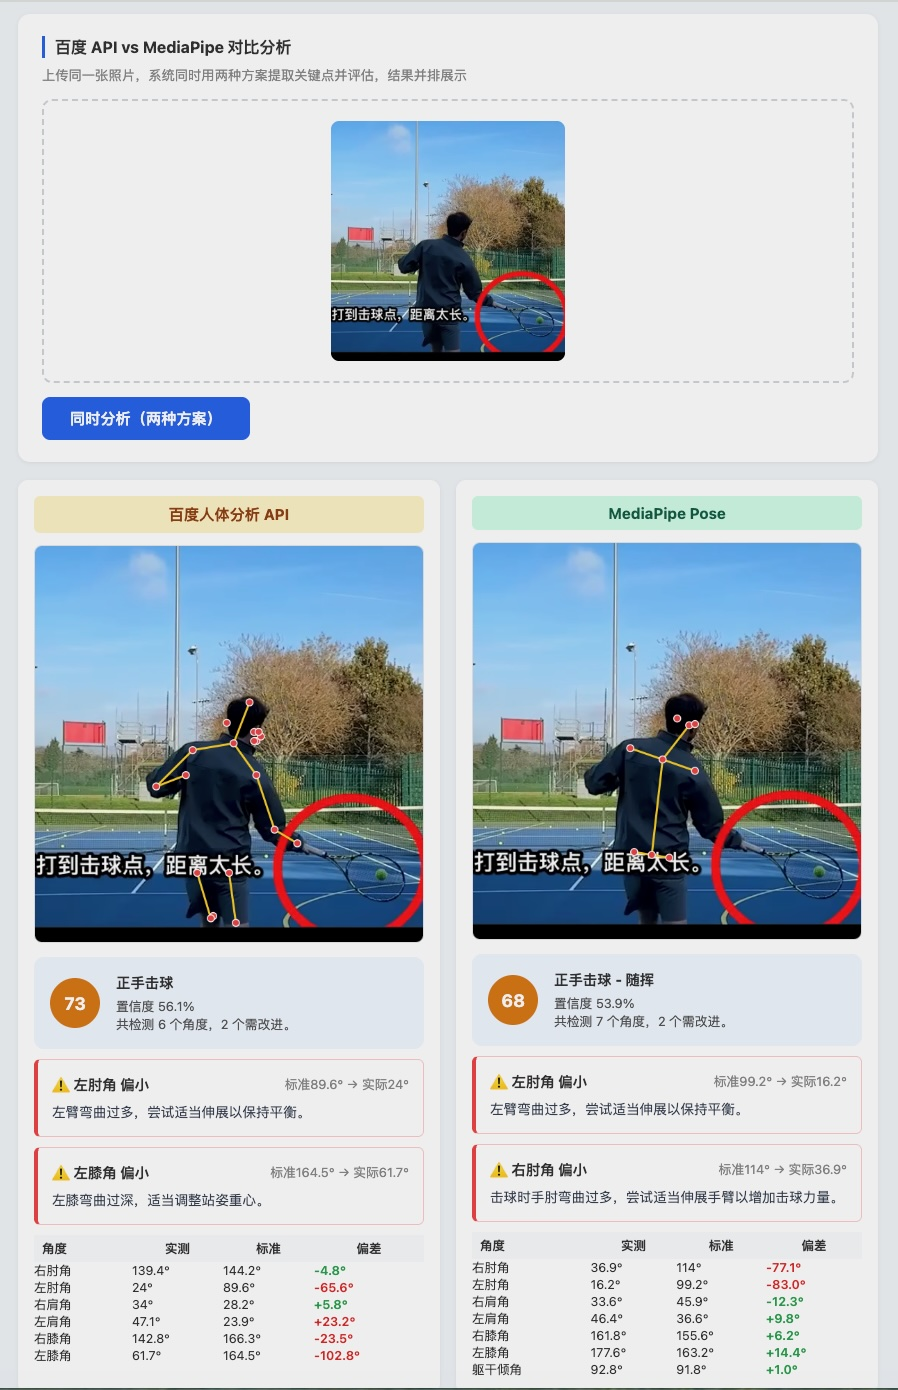 百度 API vs MediaPipe 对比分析
上传同一张照片，系统同时用两种方案提取关键点并评估，结果并排展示
打到击球点，距离太长。
同时分析（两种方案）
百度人体分析 API
打到击球点，距离太长。
73
正手击球
置信度 56.1%
共检测 6 个角度，2 个需改进。
左肘角 偏小 标准89.6° → 实际24°
左臂弯曲过多，尝试适当伸展以保持平衡。
左膝角 偏小 标准164.5° → 实际61.7°
左膝弯曲过深，适当调整站姿重心。
角度 实测 标准 偏差
右肘角 139.4° 144.2° -4.8°
左肘角 24° 89.6° -65.6°
右肩角 34° 28.2° +5.8°
左肩角 47.1° 23.9° +23.2°
右膝角 142.8° 166.3° -23.5°
左膝角 61.7° 164.5° -102.8°
MediaPipe Pose
打到击球点，距离太长。
68
正手击球 - 随挥
置信度 53.9%
共检测 7 个角度，2 个需改进。
左肘角 偏小 标准99.2° → 实际16.2°
左臂弯曲过多，尝试适当伸展以保持平衡。
右肘角 偏小 标准114° → 实际36.9°
击球时手肘弯曲过多，尝试适当伸展手臂以增加击球力量。
角度 实测 标准 偏差
右肘角 36.9° 114° -77.1°
左肘角 16.2° 99.2° -83.0°
右肩角 33.6° 45.9° -12.3°
左肩角 46.4° 36.6° +9.8°
右膝角 161.8° 155.6° +6.2°
左膝角 177.6° 163.2° +14.4°
躯干倾角 92.8° 91.8° +1.0°